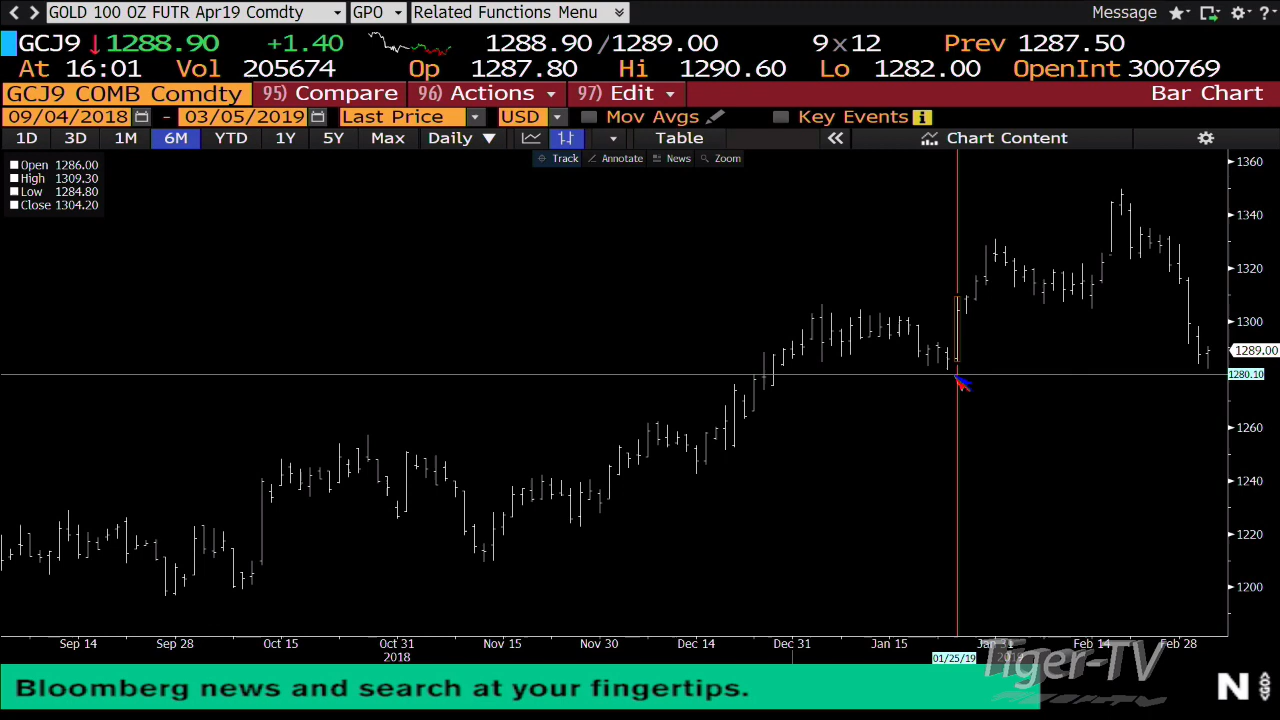 GOLD 100 OZ FUTR Apr19 Comdty GPO Related Functions Menu Message ?
GCJ9 ↓1288.90 +1.40 1288.90/1289.00 9x12 Prev 1287.50
At 16:01 Vol 205674 Op 1287.80 Hi 1290.60 Lo 1282.00 OpenInt 300769
GCJ9 COMB Comdty 95) Compare 96) Actions 97) Edit Bar Chart
09/04/2018 - 03/05/2019 Last Price USD Mov Avgs Key Events i
1D 3D 1M 6M YTD 1Y 5Y Max Daily ▼ Table « Chart Content
Track Annotate News Zoom
Open 1286.00
High 1309.30
Low 1284.80
Close 1304.20
1360
1340
1320
1300
1289.00
1280.10
1260
1240
1220
1200
Sep 14 Sep 28 Oct 15 Oct 31 Nov 15 Nov 30 Dec 14 Dec 31 Jan 15 Jan 31 Feb 14 Feb 28
2018 01/25/19 2019
Tiger-TV
Bloomberg news and search at your fingertips.